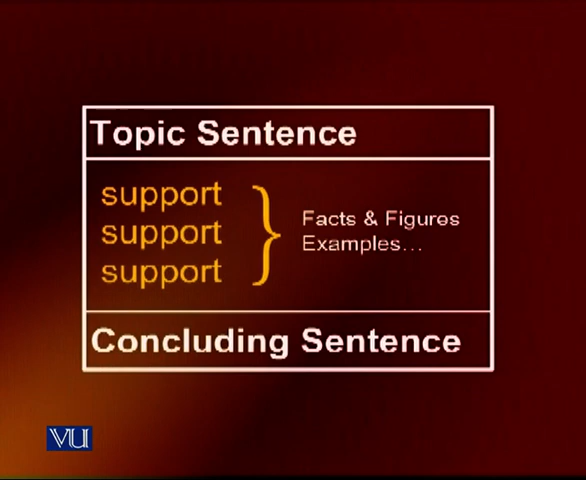 Topic Sentence
support
support
support
Facts & Figures
Examples...
Concluding Sentence
VU